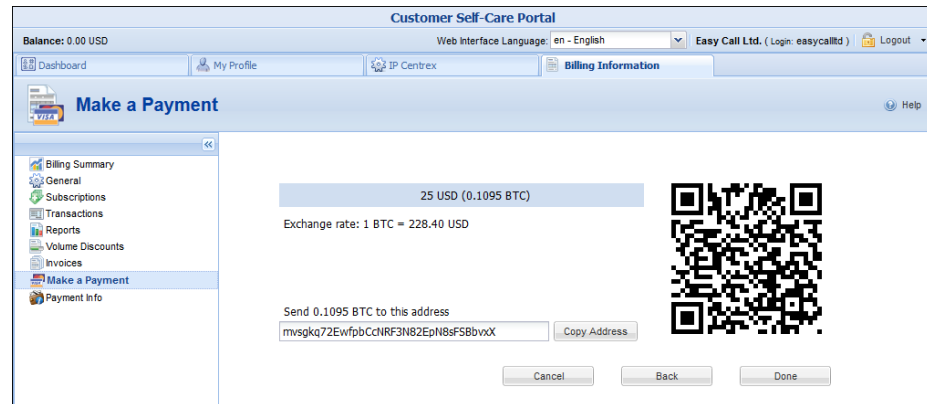 Customer Self-Care Portal
Balance: 0.00 USD Web Interface Language: en - English Easy Call Ltd. ( Login: easycallltd ) Logout
Dashboard My Profile IP Centrex Billing Information
VISA Make a Payment Help
Billing Summary
General
Subscriptions
Transactions
Reports
Volume Discounts
Invoices
Make a Payment
Payment Info
25 USD (0.1095 BTC)
Exchange rate: 1 BTC = 228.40 USD
Send 0.1095 BTC to this address
mvsgkq72EwfpbCcNRF3N82EpN8sFSBbvxX Copy Address
Cancel Back Done